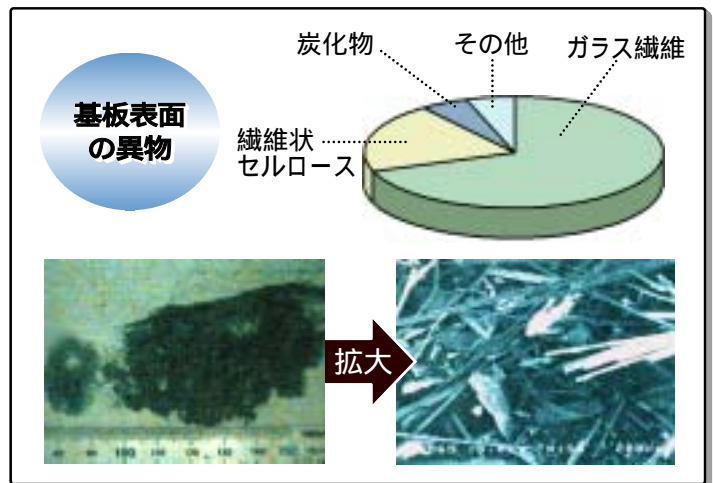 基板表面
の異物
炭化物
その他
ガラス繊維
繊維状
セルロース
拡大